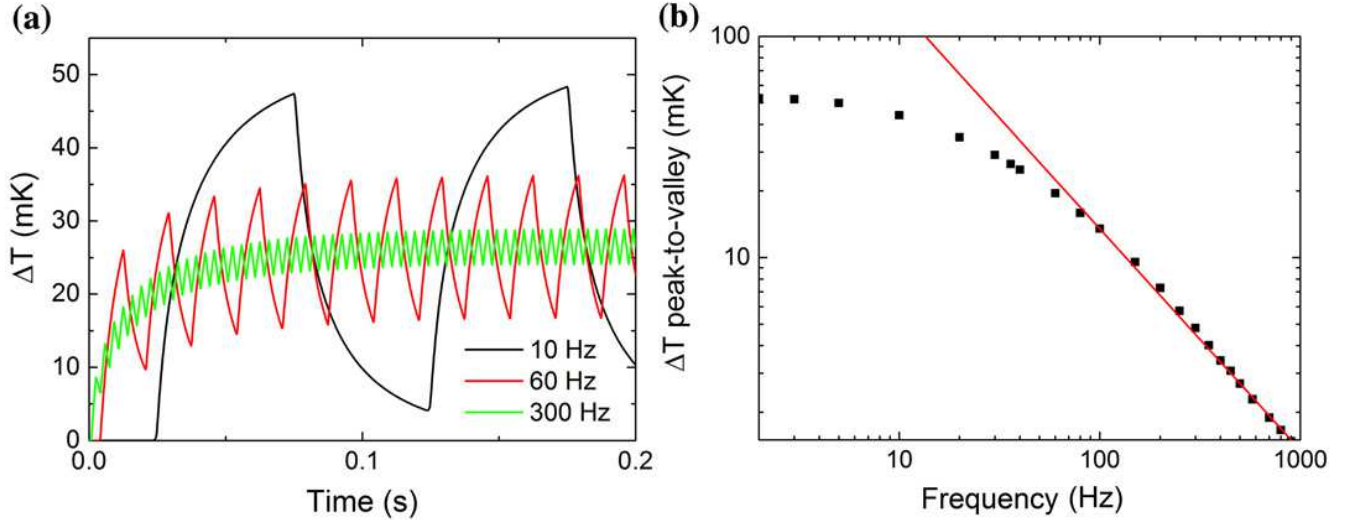 (a)
ΔT (mK)
50
40
30
20
10
0
0.0
0.1
0.2
Time (s)
10 Hz
60 Hz
300 Hz
(b)
ΔT peak-to-valley (mK)
100
10
10
100
1000
Frequency (Hz)